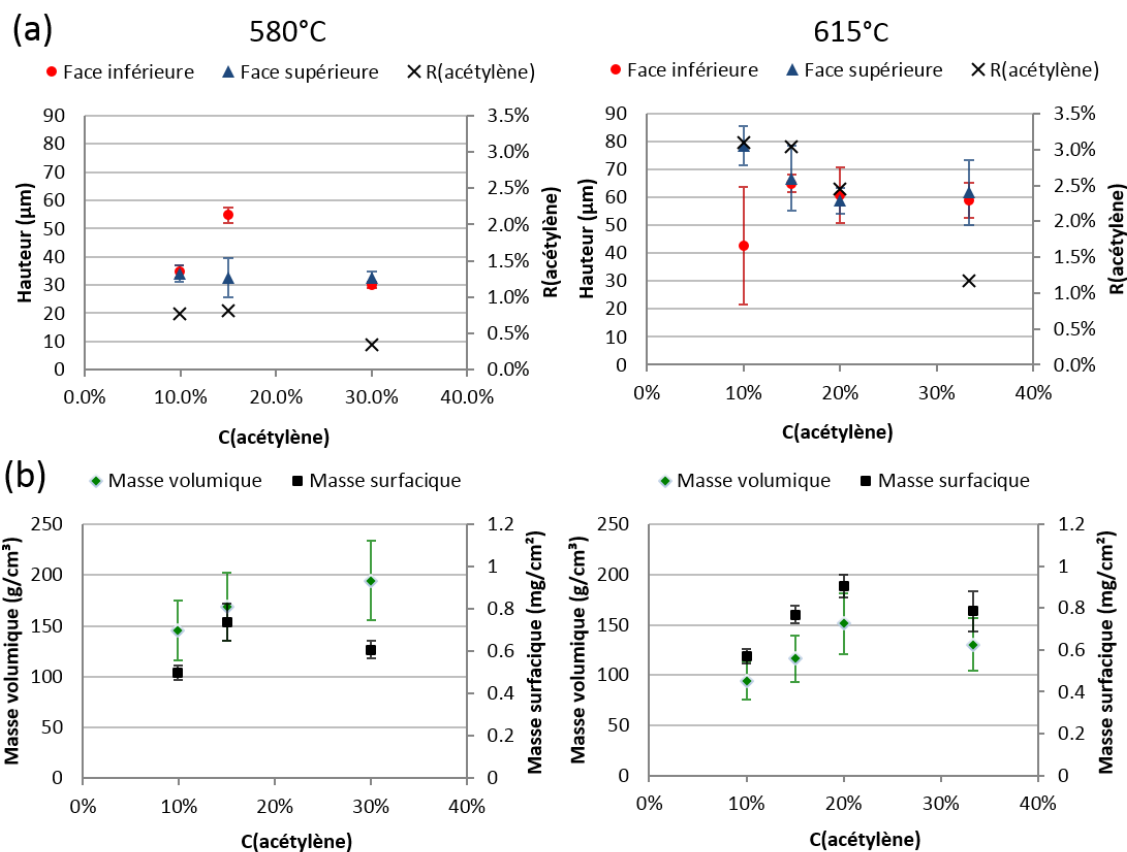 (a)
580°C
615°C
Face inférieure Face supérieure R(acétylène)
Face inférieure Face supérieure R(acétylène)
Hauteur (µm)
90
80
70
60
50
40
30
20
10
0
3.5%
3.0%
2.5%
2.0%
1.5%
1.0%
0.5%
0.0%
R(acétylène)
0.0% 10.0% 20.0% 30.0% 40.0%
C(acétylène)
Hauteur (µm)
90
80
70
60
50
40
30
20
10
0
3.5%
3.0%
2.5%
2.0%
1.5%
1.0%
0.5%
0.0%
R(acétylène)
0% 10% 20% 30% 40%
C(acétylène)
(b)
Masse volumique Masse surfacique
Masse volumique Masse surfacique
Masse volumique (g/cm³)
250
200
150
100
50
0
1.2
1
0.8
0.6
0.4
0.2
0
Masse surfacique (mg/cm²)
0% 10% 20% 30% 40%
C(acétylène)
Masse volumique (g/cm³)
250
200
150
100
50
0
1.2
1
0.8
0.6
0.4
0.2
0
Masse surfacique (mg/cm²)
0% 10% 20% 30% 40%
C(acétylène)